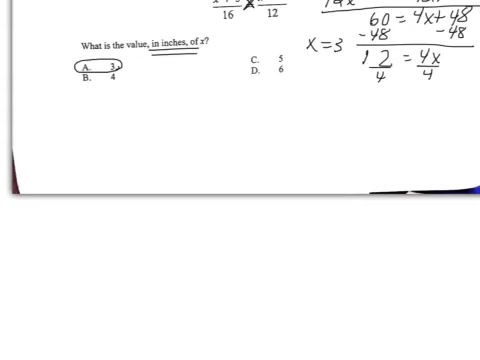 16 12
60 = 4x + 48
-48 -48
x = 3
12 = 4x
4 4
What is the value, in inches, of x?
A. 3
B. 4
C. 5
D. 6